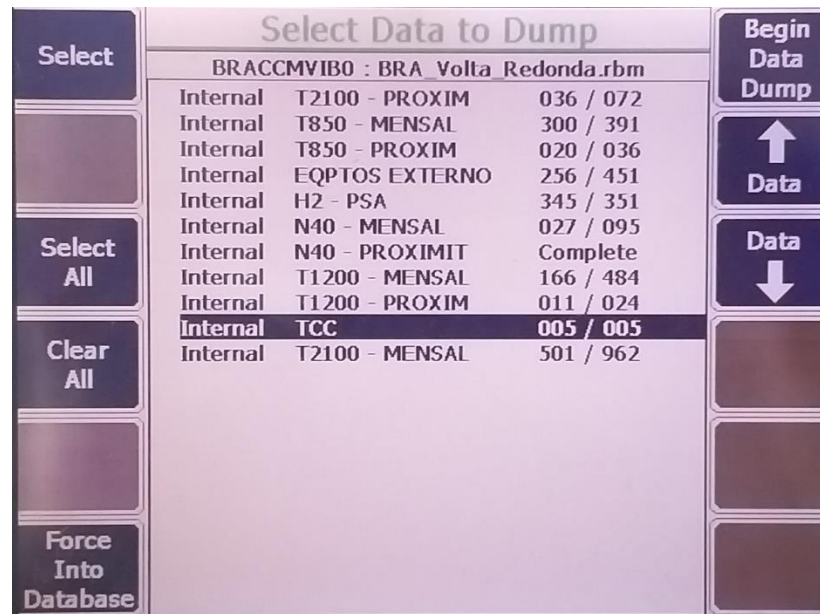 Select Data to Dump
BRACCMVIB0 : BRA_Volta_Redonda.rbm
Internal T2100 - PROXIM 036 / 072
Internal T850 - MENSAL 300 / 391
Internal T850 - PROXIM 020 / 036
Internal EQPTOS EXTERNO 256 / 451
Internal H2 - PSA 345 / 351
Internal N40 - MENSAL 027 / 095
Internal N40 - PROXIMIT Complete
Internal T1200 - MENSAL 166 / 484
Internal T1200 - PROXIM 011 / 024
Internal TCC 005 / 005
Internal T2100 - MENSAL 501 / 962
Select
Select
All
Clear
All
Force
Into
Database
Begin
Data
Dump
Data
Data